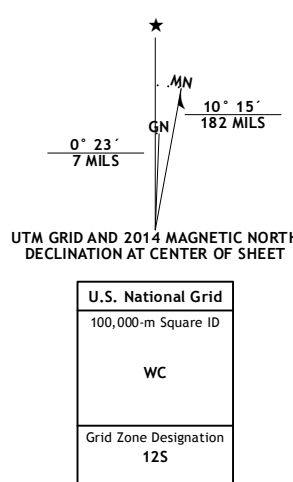 ★
MN
GN
10° 15´
182 MILS
0° 23´
7 MILS
UTM GRID AND 2014 MAGNETIC NORTH
DECLINATION AT CENTER OF SHEET
U.S. National Grid
100,000-m Square ID
WC
Grid Zone Designation
12S